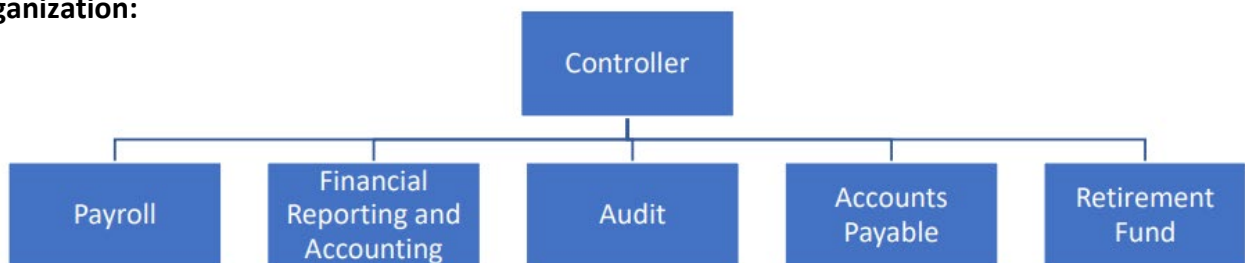 ganization:
Controller
Payroll
Financial
Reporting and
Accounting
Audit
Accounts
Payable
Retirement
Fund